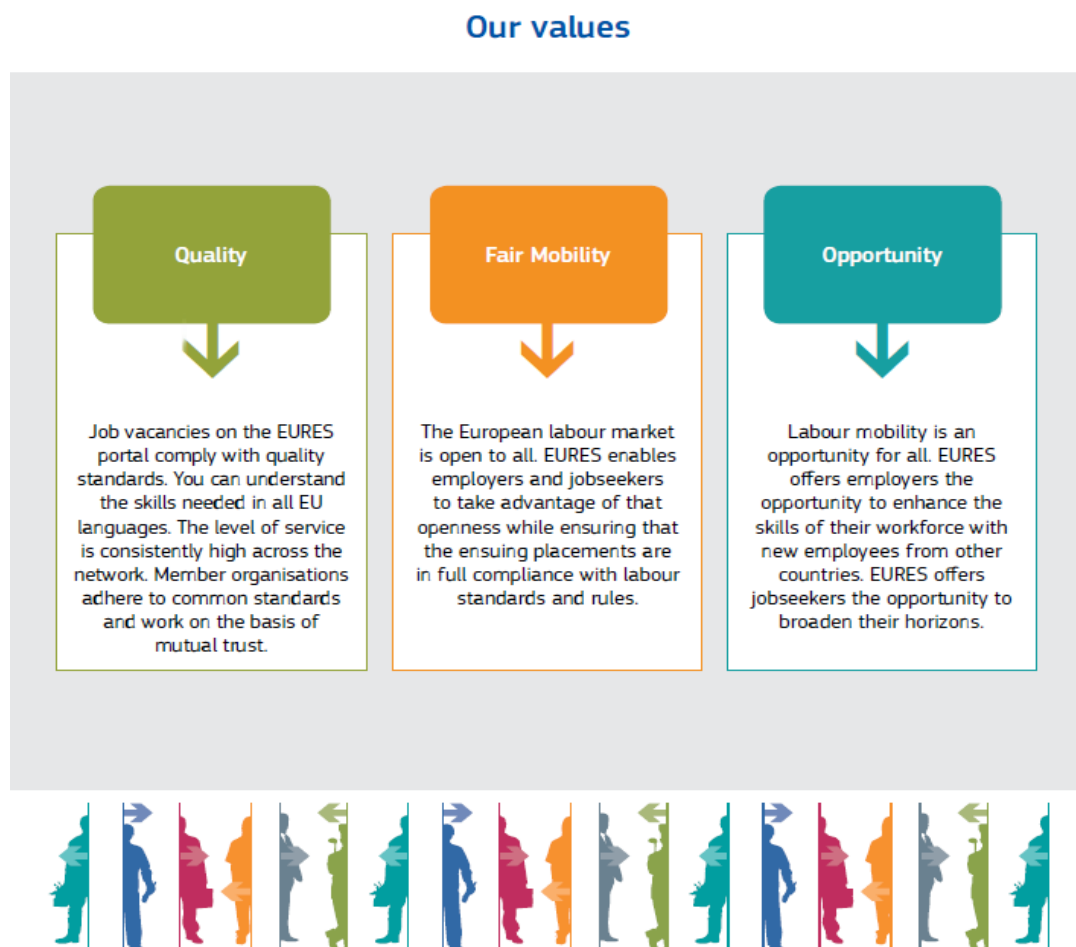 Our values
Quality
Job vacancies on the EURES
portal comply with quality
standards. You can understand
the skills needed in all EU
languages. The level of service
is consistently high across the
network. Member organisations
adhere to common standards
and work on the basis of
mutual trust.
Fair Mobility
The European labour market
is open to all. EURES enables
employers and jobseekers
to take advantage of that
openness while ensuring that
the ensuing placements are
in full compliance with labour
standards and rules.
Opportunity
Labour mobility is an
opportunity for all. EURES
offers employers the
opportunity to enhance the
skills of their workforce with
new employees from other
countries. EURES offers
jobseekers the opportunity to
broaden their horizons.